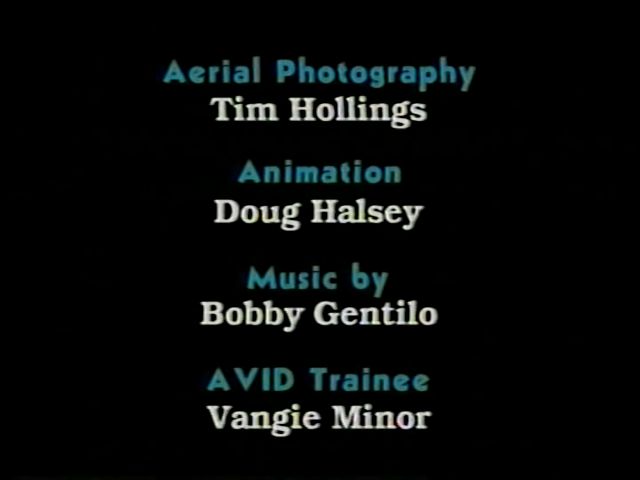 Aerial Photography
Tim Hollings
Animation
Doug Halsey
Music by
Bobby Gentilo
AVID Trainee
Vangie Minor